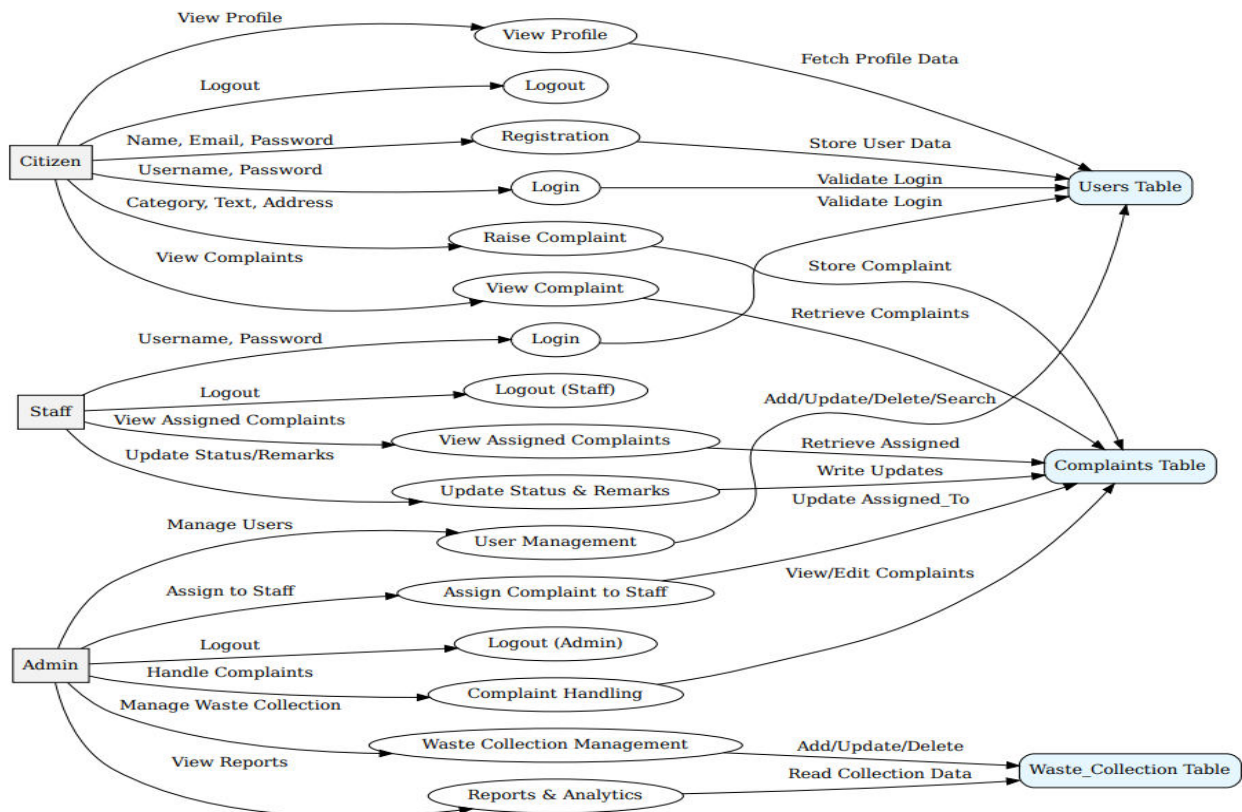 View Profile
View Profile
Fetch Profile Data
Logout
Logout
Name, Email, Password
Registration
Store User Data
Citizen
Username, Password
Login
Validate Login
Users Table
Validate Login
Category, Text, Address
Raise Complaint
View Complaints
Store Complaint
View Complaint
Retrieve Complaints
Username, Password
Login
Logout
Logout (Staff)
Add/Update/Delete/Search
Staff
View Assigned Complaints
View Assigned Complaints
Retrieve Assigned
Update Status/Remarks
Complaints Table
Write Updates
Update Status & Remarks
Update Assigned_To
Manage Users
User Management
View/Edit Complaints
Assign to Staff
Assign Complaint to Staff
Logout
Logout (Admin)
Admin
Handle Complaints
Complaint Handling
Manage Waste Collection
Waste Collection Management
Add/Update/Delete
View Reports
Waste_Collection Table
Read Collection Data
Reports & Analytics